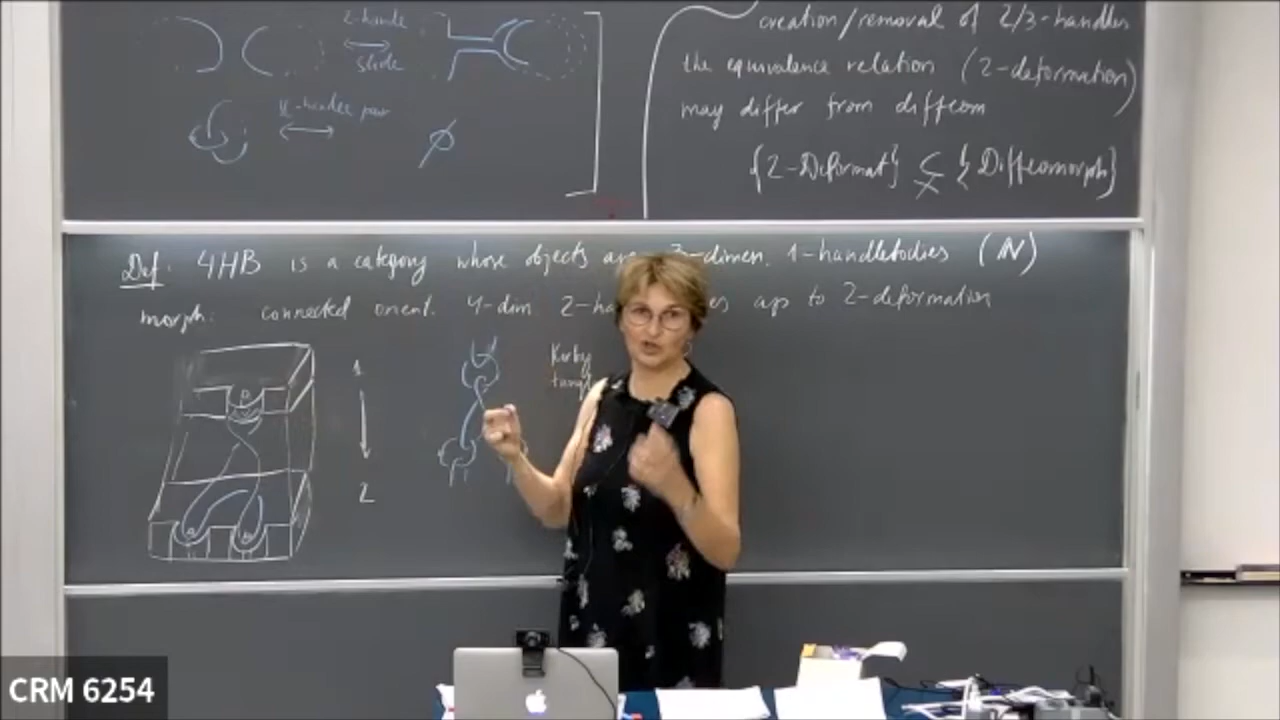 2-handle
slide
creation/removal of 2/3-handles
the equivalence relation (2-deformation)
may differ from diffeom
{2-Deformat} ⊊ {Diffeomorph}
Def: 4HB is a category whose objects are 3-dimen. 1-handlebodies (N)
morph: connected orient. 4-dim 2-ha es up to 2-deformation
1
Kirby
tang
2
CRM 6254